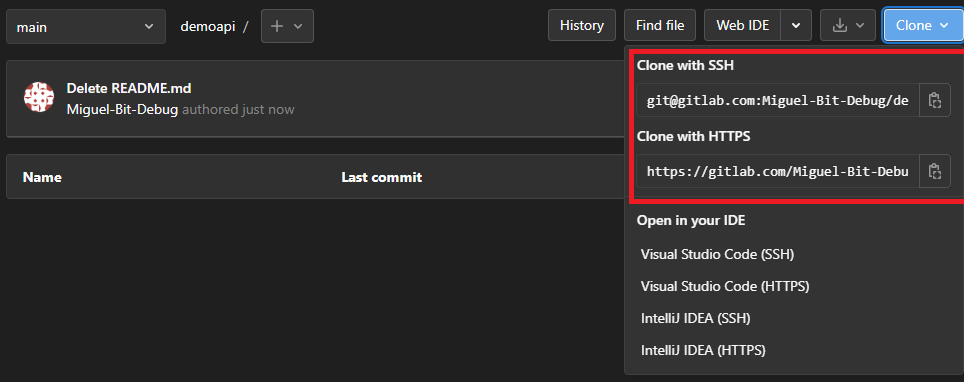 main
demoapi /
History
Find file
Web IDE
Clone
Delete README.md
Miguel-Bit-Debug authored just now
Name
Last commit
Clone with SSH
git@gitlab.com:Miguel-Bit-Debug/de
Clone with HTTPS
https://gitlab.com/Miguel-Bit-Debu
Open in your IDE
Visual Studio Code (SSH)
Visual Studio Code (HTTPS)
IntelliJ IDEA (SSH)
IntelliJ IDEA (HTTPS)